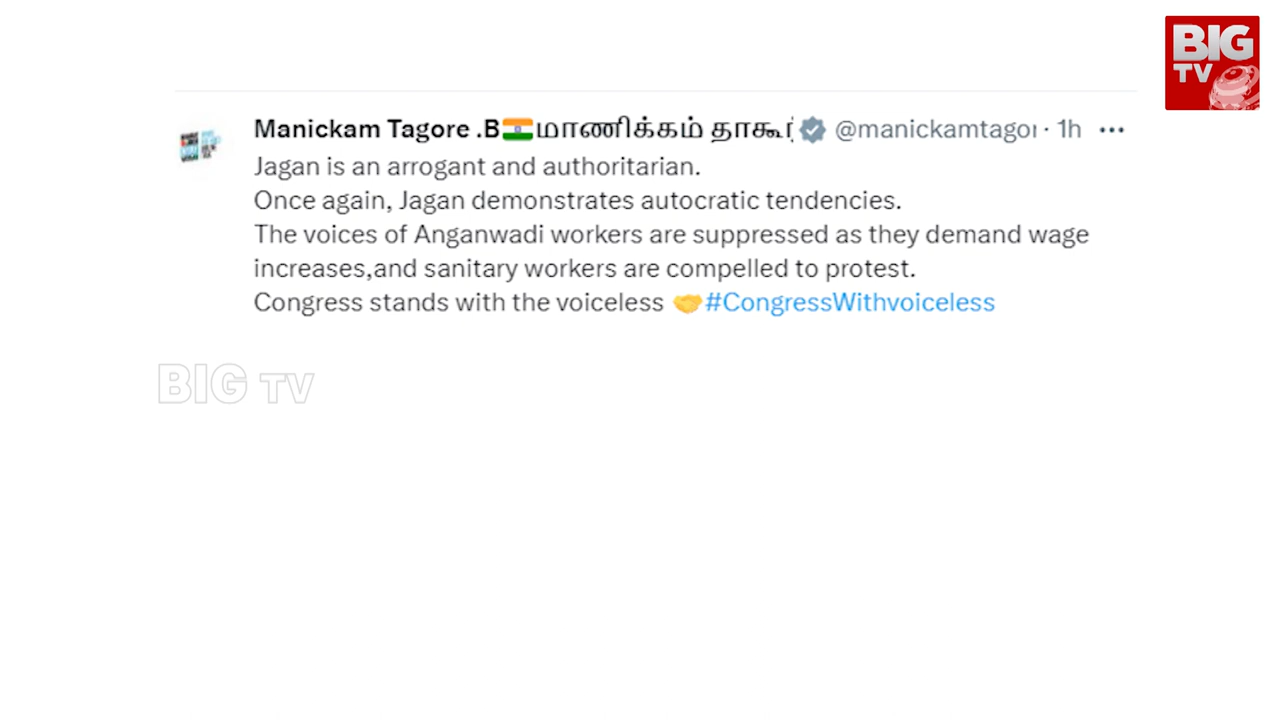 BIG
TV
Manickam Tagore .B🇮🇳மாணிக்கம் தாகூர் @manickamtagor · 1h ···
Jagan is an arrogant and authoritarian.
Once again, Jagan demonstrates autocratic tendencies.
The voices of Anganwadi workers are suppressed as they demand wage
increases,and sanitary workers are compelled to protest.
Congress stands with the voiceless 🤝#CongressWithvoiceless
BIG TV